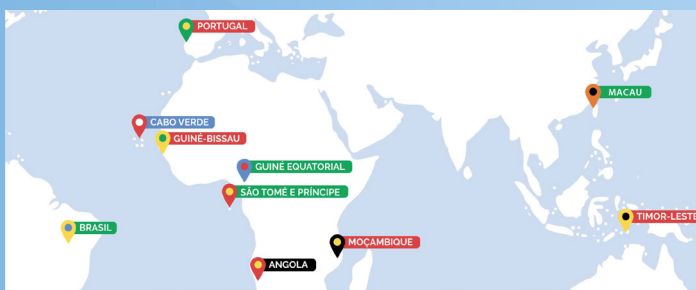 PORTUGAL
MACAU
CABO VERDE
GUINÉ-BISSAU
GUINÉ EQUATORIAL
SÃO TOMÉ E PRÍNCIPE
TIMOR-LESTE
BRASIL
MOÇAMBIQUE
ANGOLA